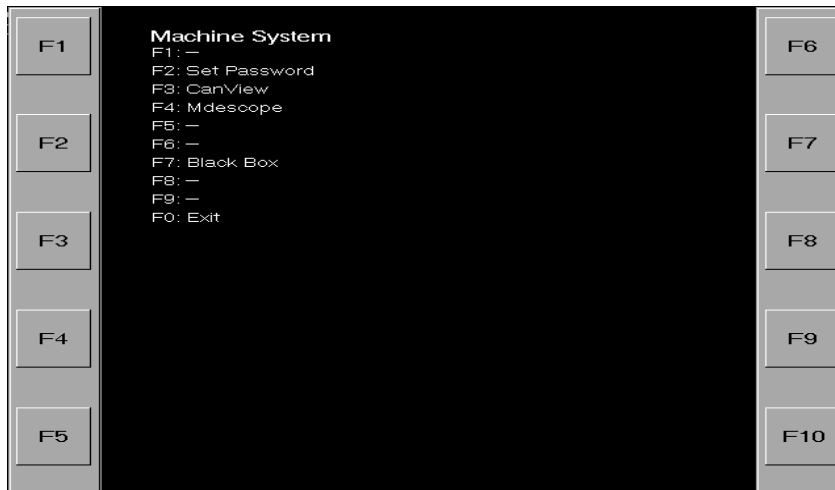 F1
F2
F3
F4
F5
Machine System
F1: —
F2: Set Password
F3: CanView
F4: Mdescope
F5: —
F6: —
F7: Black Box
F8: —
F9: —
F0: Exit
F6
F7
F8
F9
F10